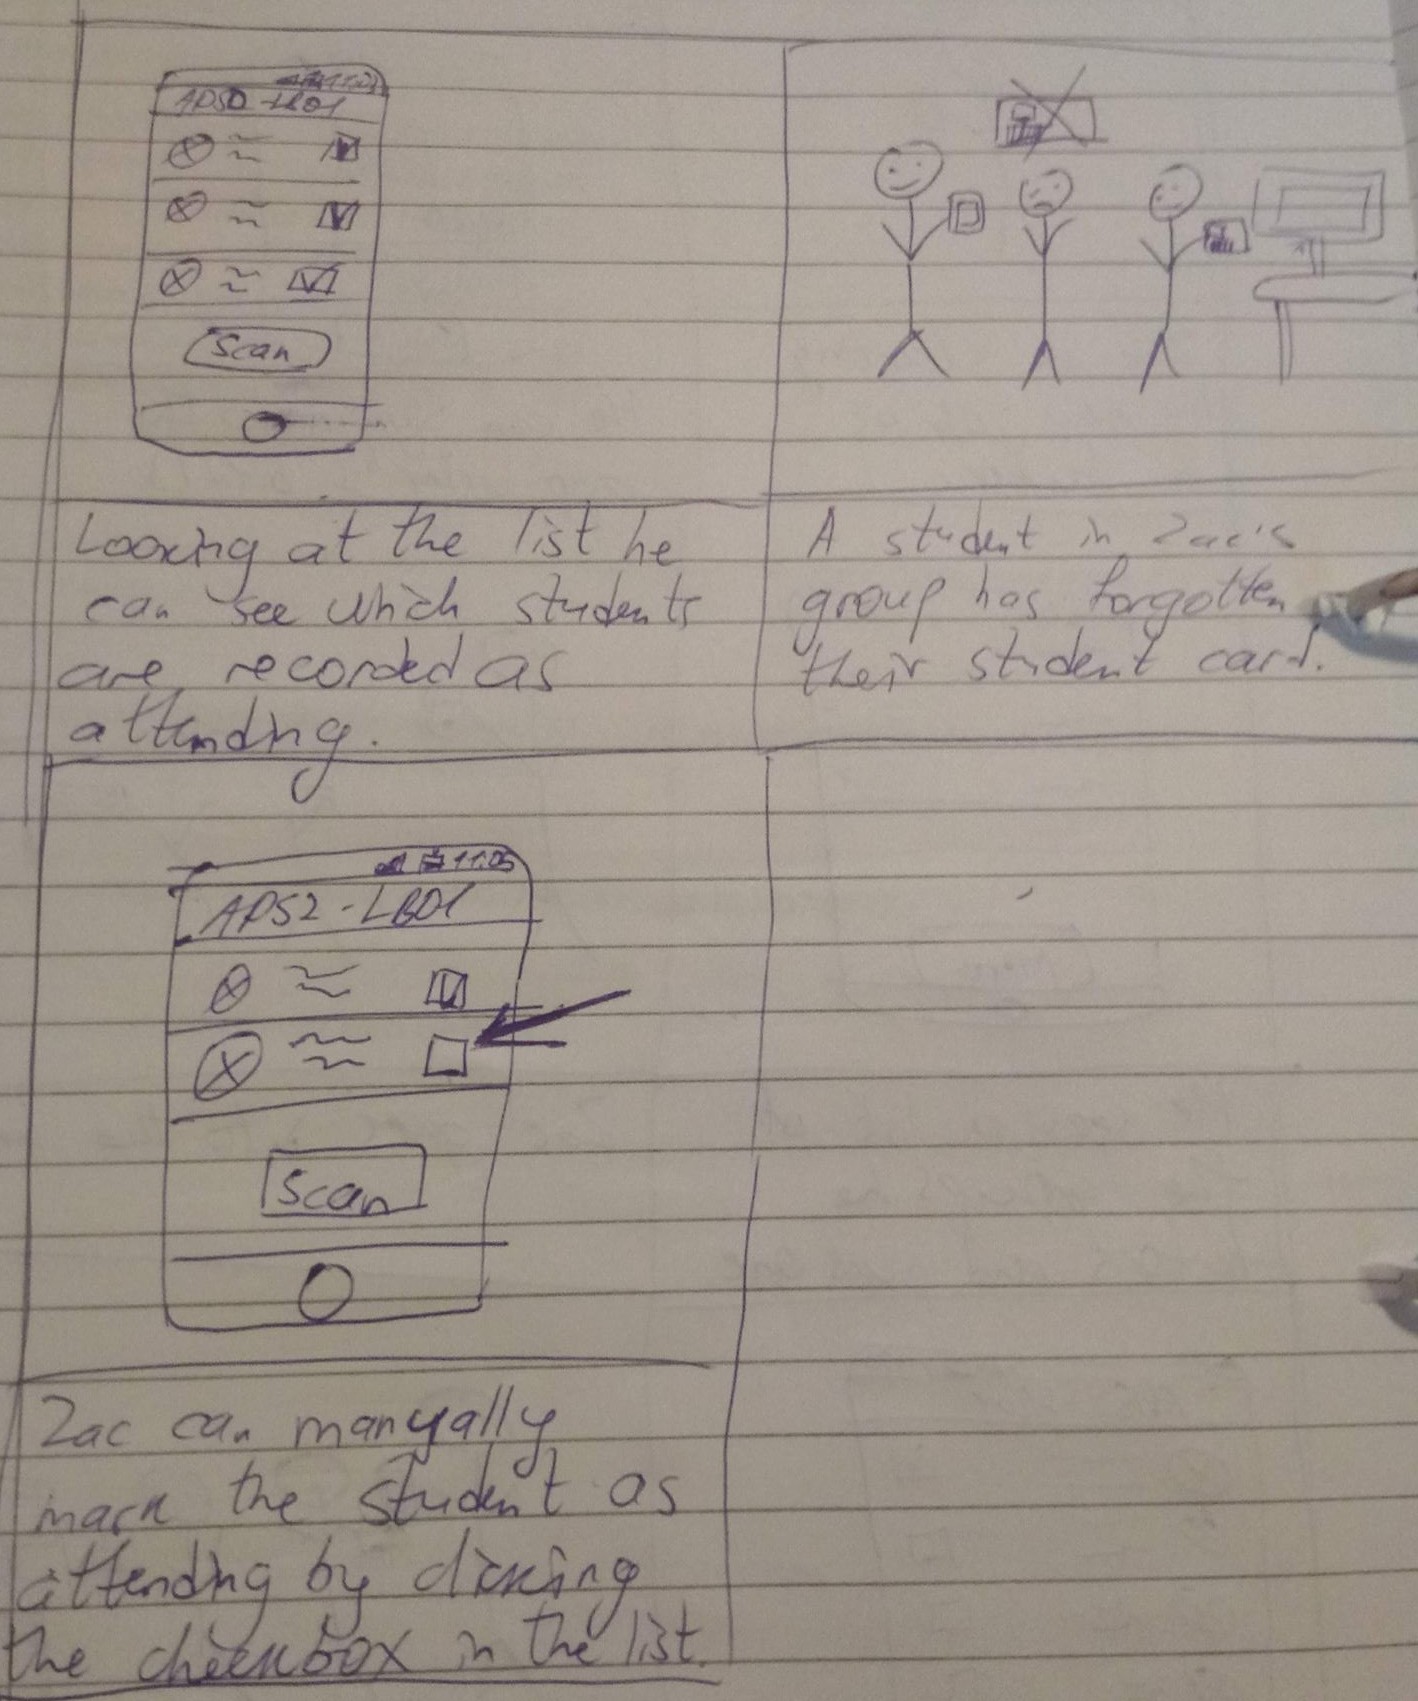 LB01
Scan
Looking at the list he
can see which students
are recorded as
attending.
A student in Zac's
group has forgotten
their student card.
11:05
APS2-LB01
Scan
Zac can manyally
mark the student as
attending by clicking
the checkbox in the list.